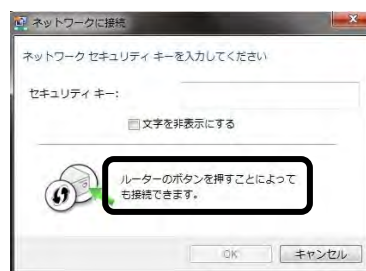 ネットワークに接続
ネットワーク セキュリティ キーを入力してください
セキュリティ キー:
文字を非表示にする
ルーターのボタンを押すことによって
も接続できます。
OK
キャンセル